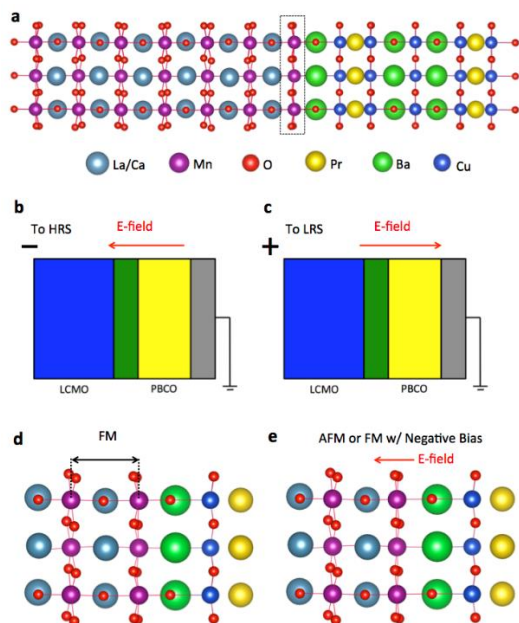 a
La/Ca Mn O Pr Ba Cu
b
To HRS E-field
−
LCMO PBCO
c
To LRS E-field
+
LCMO PBCO
d
FM
e
AFM or FM w/ Negative Bias
E-field